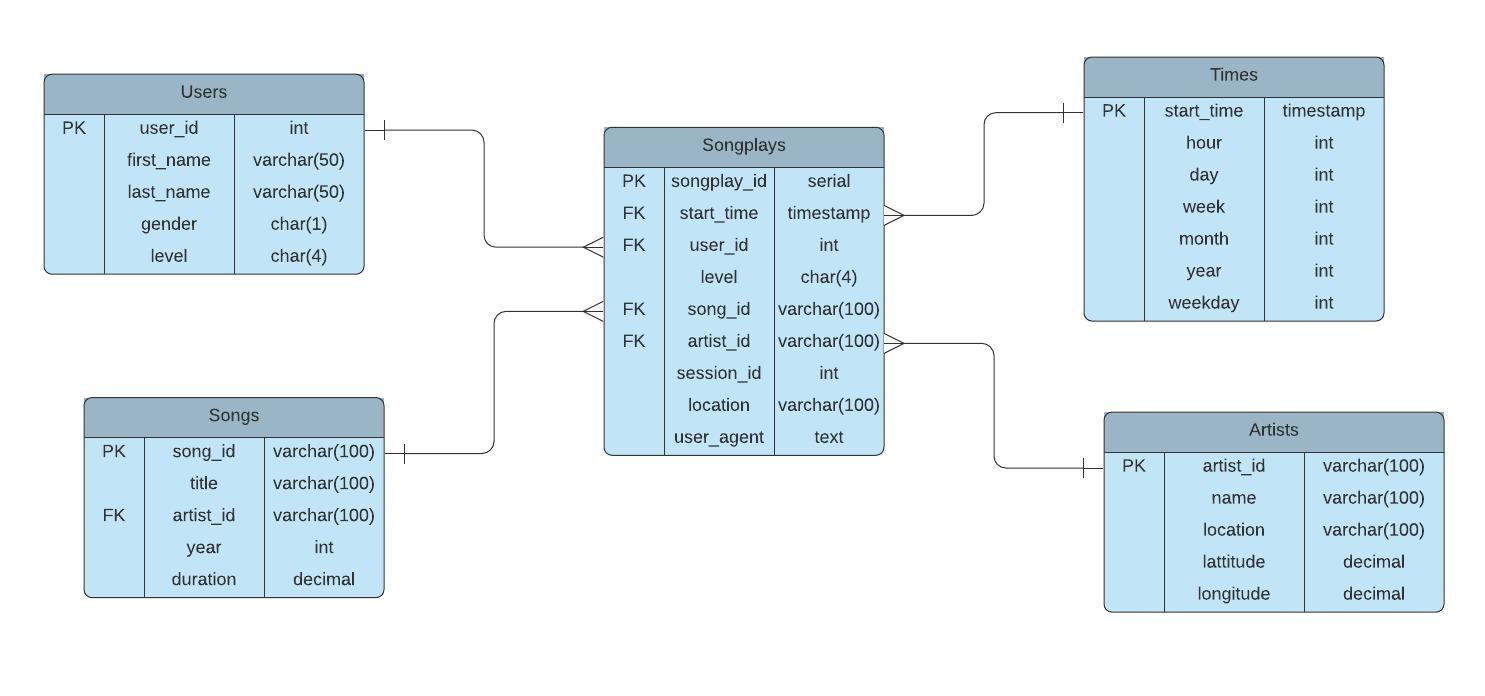 Users
PK user_id int
first_name varchar(50)
last_name varchar(50)
gender char(1)
level char(4)
Songs
PK song_id varchar(100)
title varchar(100)
FK artist_id varchar(100)
year int
duration decimal
Songplays
PK songplay_id serial
FK start_time timestamp
FK user_id int
level char(4)
FK song_id varchar(100)
FK artist_id varchar(100)
session_id int
location varchar(100)
user_agent text
Times
PK start_time timestamp
hour int
day int
week int
month int
year int
weekday int
Artists
PK artist_id varchar(100)
name varchar(100)
location varchar(100)
lattitude decimal
longitude decimal